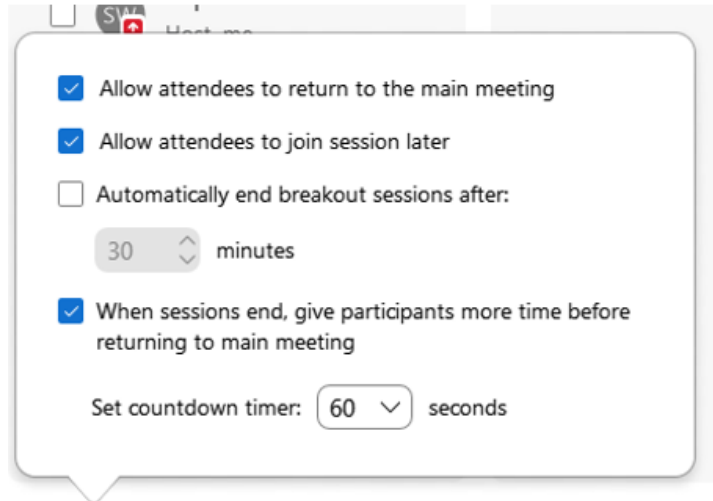 SW
Host, me
Allow attendees to return to the main meeting
Allow attendees to join session later
Automatically end breakout sessions after:
30 minutes
When sessions end, give participants more time before
returning to main meeting
Set countdown timer: 60 seconds